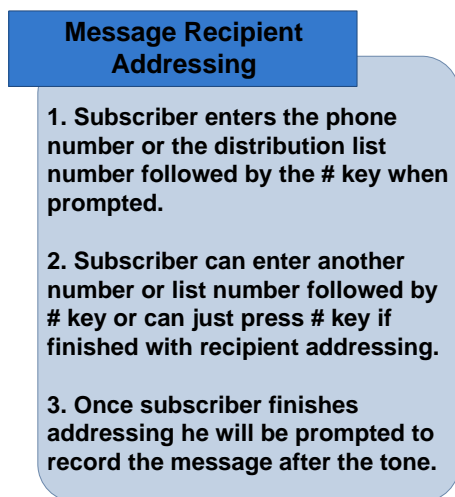 Message Recipient
Addressing
1. Subscriber enters the phone
number or the distribution list
number followed by the # key when
prompted.
2. Subscriber can enter another
number or list number followed by
# key or can just press # key if
finished with recipient addressing.
3. Once subscriber finishes
addressing he will be prompted to
record the message after the tone.